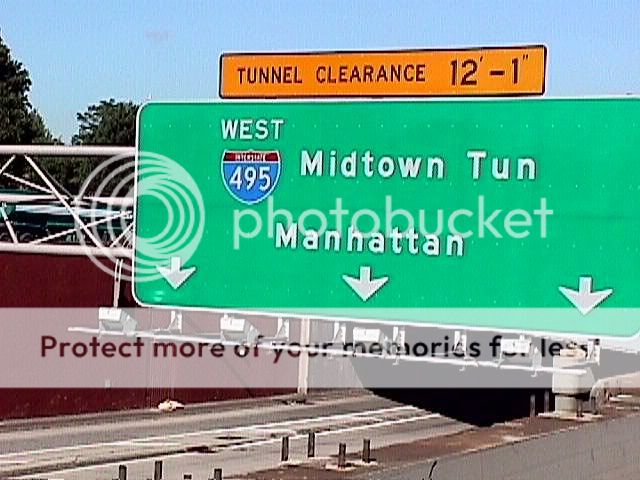 TUNNEL CLEARANCE 12'-1"
WEST
INTERSTATE
495
Midtown Tun
Manhattan
photobucket
Protect more of your memories for less!